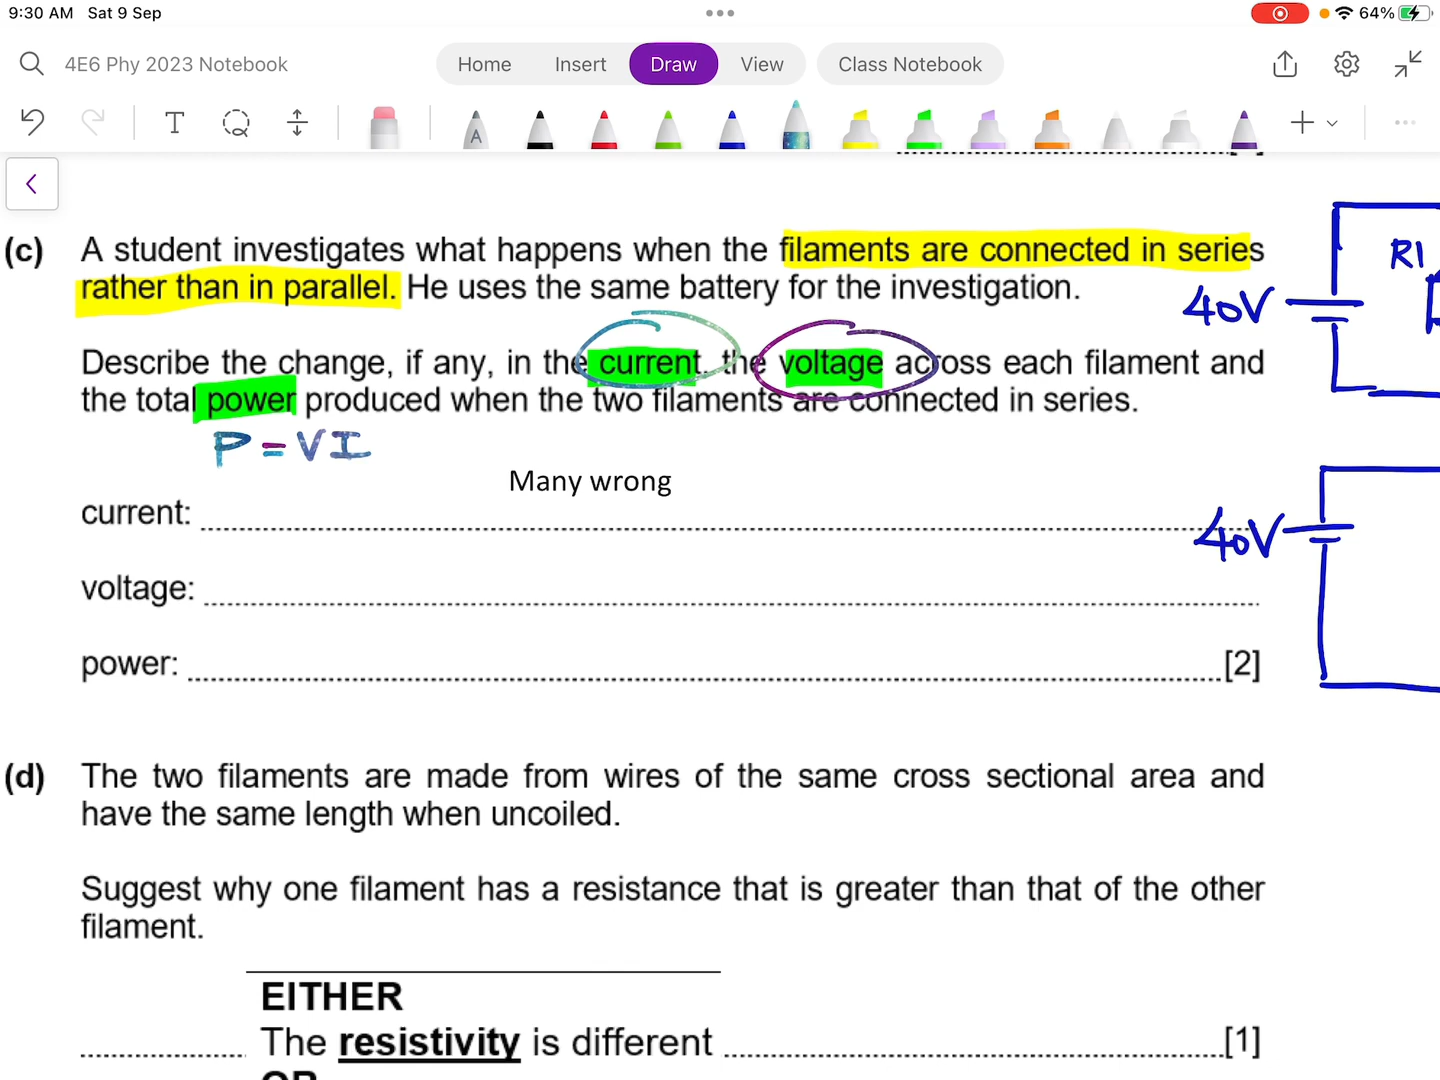 9:30 AM Sat 9 Sep
64%
4E6 Phy 2023 Notebook
Home Insert Draw View Class Notebook
T
A
(c) A student investigates what happens when the filaments are connected in series
rather than in parallel. He uses the same battery for the investigation.
R1
40V
Describe the change, if any, in the current, the voltage across each filament and
the total power produced when the two filaments are connected in series.
P = VI
Many wrong
current:
40V
voltage:
power: [2]
(d) The two filaments are made from wires of the same cross sectional area and
have the same length when uncoiled.
Suggest why one filament has a resistance that is greater than that of the other
filament.
EITHER
The resistivity is different [1]
OR